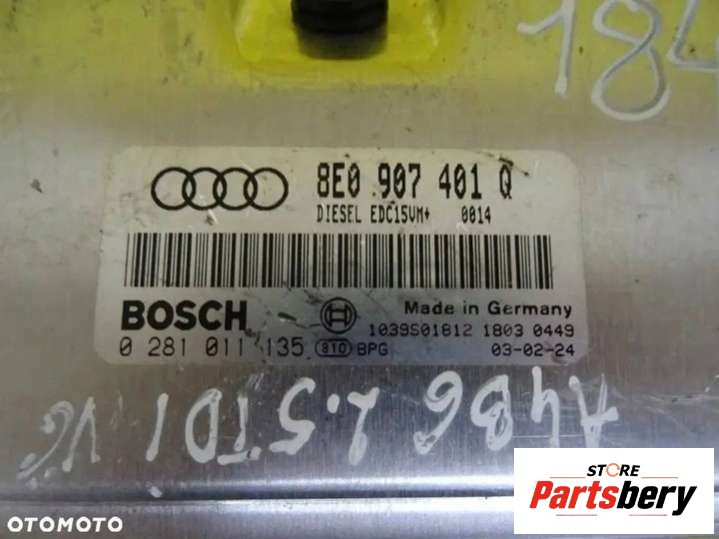 184
8E0 907 401 Q
DIESEL EDC15VM+ 0014
BOSCH
Made in Germany
1039S01812 1803 0449
0 281 011 135 810 BPG 03-02-24
A4B6 2.5TDI V6
STORE
Partsbery
OTOMOTO